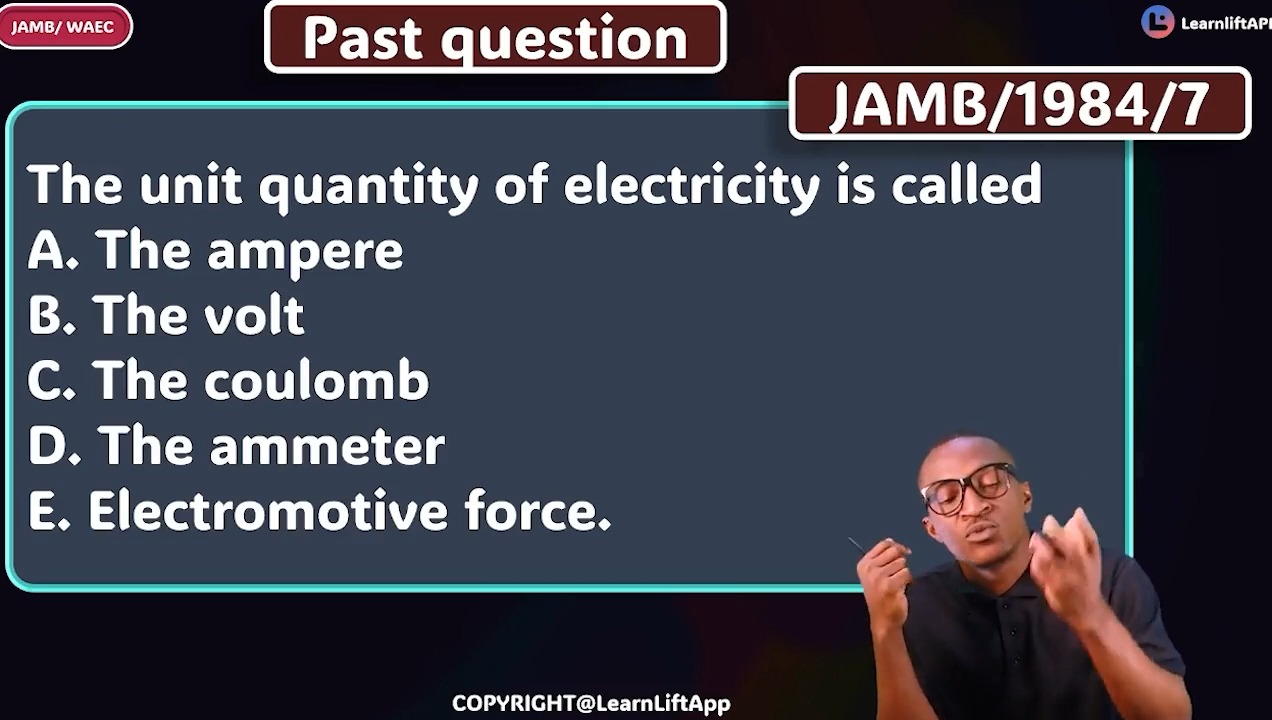 JAMB/ WAEC
Past question
LearnliftAPP
JAMB/1984/7
The unit quantity of electricity is called
A. The ampere
B. The volt
C. The coulomb
D. The ammeter
E. Electromotive force.
COPYRIGHT@LearnLiftApp